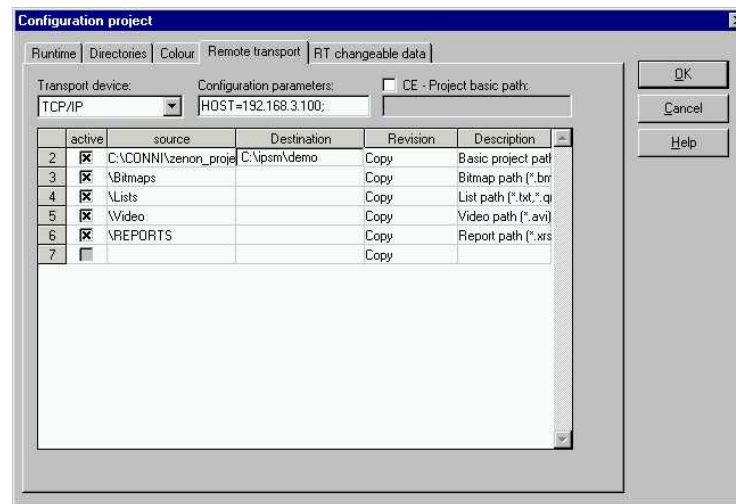 Configuration project
Runtime Directories Colour Remote transport RT changeable data
Transport device: Configuration parameters: CE - Project basic path:
TCP/IP HOST=192.168.3.100;
active source Destination Revision Description
2 C:\CONNI\zenon_proje C:\ipsm\demo Copy Basic project path
3 \Bitmaps Copy Bitmap path (*.bm
4 \Lists Copy List path (*.txt,*.q
5 \Video Copy Video path (*.avi)
6 \REPORTS Copy Report path (*.xrs
7 Copy
OK
Cancel
Help